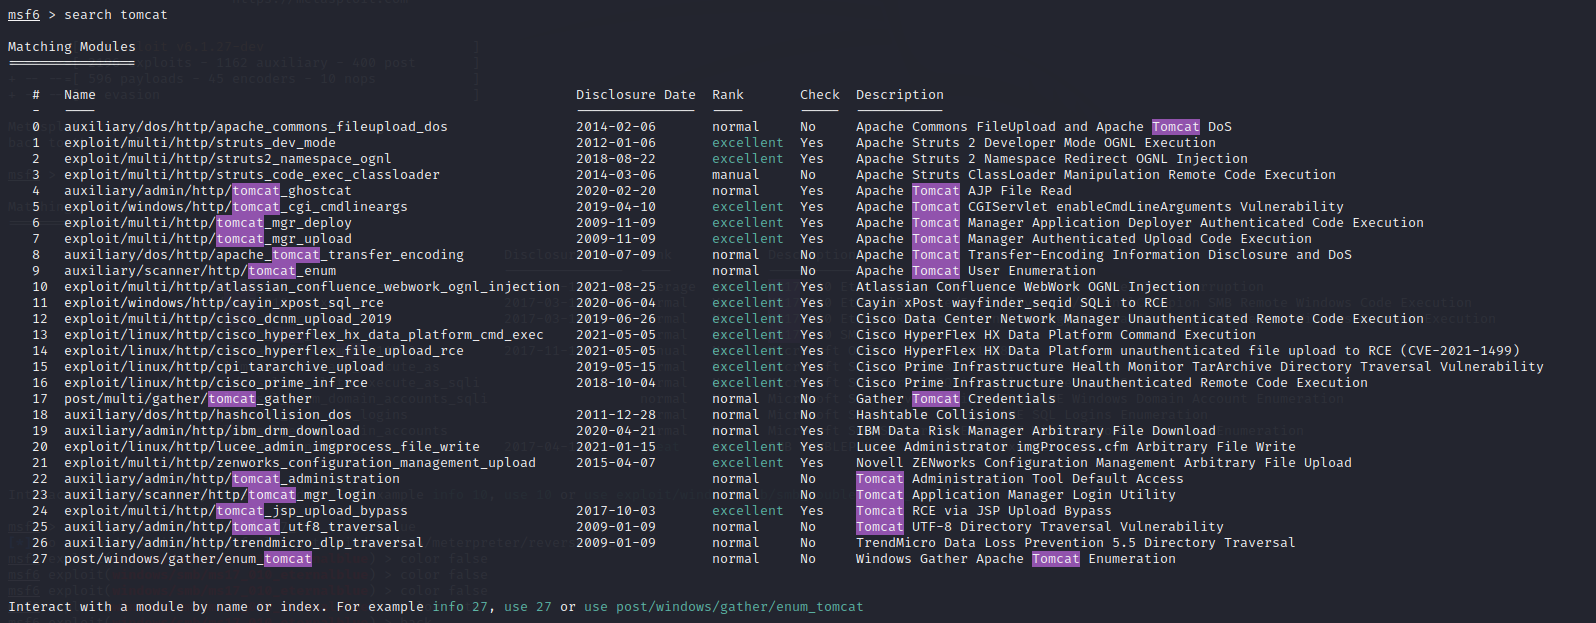 msf6 > search tomcat
Matching Modules
================
# Name Disclosure Date Rank Check Description
- ---- --------------- ---- ----- -----------
0 auxiliary/dos/http/apache_commons_fileupload_dos 2014-02-06 normal No Apache Commons FileUpload and Apache Tomcat DoS
1 exploit/multi/http/struts_dev_mode 2012-01-06 excellent Yes Apache Struts 2 Developer Mode OGNL Execution
2 exploit/multi/http/struts2_namespace_ognl 2018-08-22 excellent Yes Apache Struts 2 Namespace Redirect OGNL Injection
3 exploit/multi/http/struts_code_exec_classloader 2014-03-06 manual No Apache Struts ClassLoader Manipulation Remote Code Execution
4 auxiliary/admin/http/tomcat_ghostcat 2020-02-20 normal Yes Apache Tomcat AJP File Read
5 exploit/windows/http/tomcat_cgi_cmdlineargs 2019-04-10 excellent Yes Apache Tomcat CGIServlet enableCmdLineArguments Vulnerability
6 exploit/multi/http/tomcat_mgr_deploy 2009-11-09 excellent Yes Apache Tomcat Manager Application Deployer Authenticated Code Execution
7 exploit/multi/http/tomcat_mgr_upload 2009-11-09 excellent Yes Apache Tomcat Manager Authenticated Upload Code Execution
8 auxiliary/dos/http/apache_tomcat_transfer_encoding 2010-07-09 normal No Apache Tomcat Transfer-Encoding Information Disclosure and DoS
9 auxiliary/scanner/http/tomcat_enum normal No Apache Tomcat User Enumeration
10 exploit/multi/http/atlassian_confluence_webwork_ognl_injection 2021-08-25 excellent Yes Atlassian Confluence WebWork OGNL Injection
11 exploit/windows/http/cayin_xpost_sql_rce 2020-06-04 excellent Yes Cayin xPost wayfinder_seqid SQLi to RCE
12 exploit/multi/http/cisco_dcnm_upload_2019 2019-06-26 excellent Yes Cisco Data Center Network Manager Unauthenticated Remote Code Execution
13 exploit/linux/http/cisco_hyperflex_hx_data_platform_cmd_exec 2021-05-05 excellent Yes Cisco HyperFlex HX Data Platform Command Execution
14 exploit/linux/http/cisco_hyperflex_file_upload_rce 2021-05-05 excellent Yes Cisco HyperFlex HX Data Platform unauthenticated file upload to RCE (CVE-2021-1499)
15 exploit/linux/http/cpi_tararchive_upload 2019-05-15 excellent Yes Cisco Prime Infrastructure Health Monitor TarArchive Directory Traversal Vulnerability
16 exploit/linux/http/cisco_prime_inf_rce 2018-10-04 excellent Yes Cisco Prime Infrastructure Unauthenticated Remote Code Execution
17 post/multi/gather/tomcat_gather normal No Gather Tomcat Credentials
18 auxiliary/dos/http/hashcollision_dos 2011-12-28 normal No Hashtable Collisions
19 auxiliary/admin/http/ibm_drm_download 2020-04-21 normal Yes IBM Data Risk Manager Arbitrary File Download
20 exploit/linux/http/lucee_admin_imgprocess_file_write 2021-01-15 excellent Yes Lucee Administrator imgProcess.cfm Arbitrary File Write
21 exploit/multi/http/zenworks_configuration_management_upload 2015-04-07 excellent Yes Novell ZENworks Configuration Management Arbitrary File Upload
22 auxiliary/admin/http/tomcat_administration normal No Tomcat Administration Tool Default Access
23 auxiliary/scanner/http/tomcat_mgr_login normal No Tomcat Application Manager Login Utility
24 exploit/multi/http/tomcat_jsp_upload_bypass 2017-10-03 excellent Yes Tomcat RCE via JSP Upload Bypass
25 auxiliary/admin/http/tomcat_utf8_traversal 2009-01-09 normal No Tomcat UTF-8 Directory Traversal Vulnerability
26 auxiliary/admin/http/trendmicro_dlp_traversal 2009-01-09 normal No TrendMicro Data Loss Prevention 5.5 Directory Traversal
27 post/windows/gather/enum_tomcat normal No Windows Gather Apache Tomcat Enumeration
Interact with a module by name or index. For example info 27, use 27 or use post/windows/gather/enum_tomcat